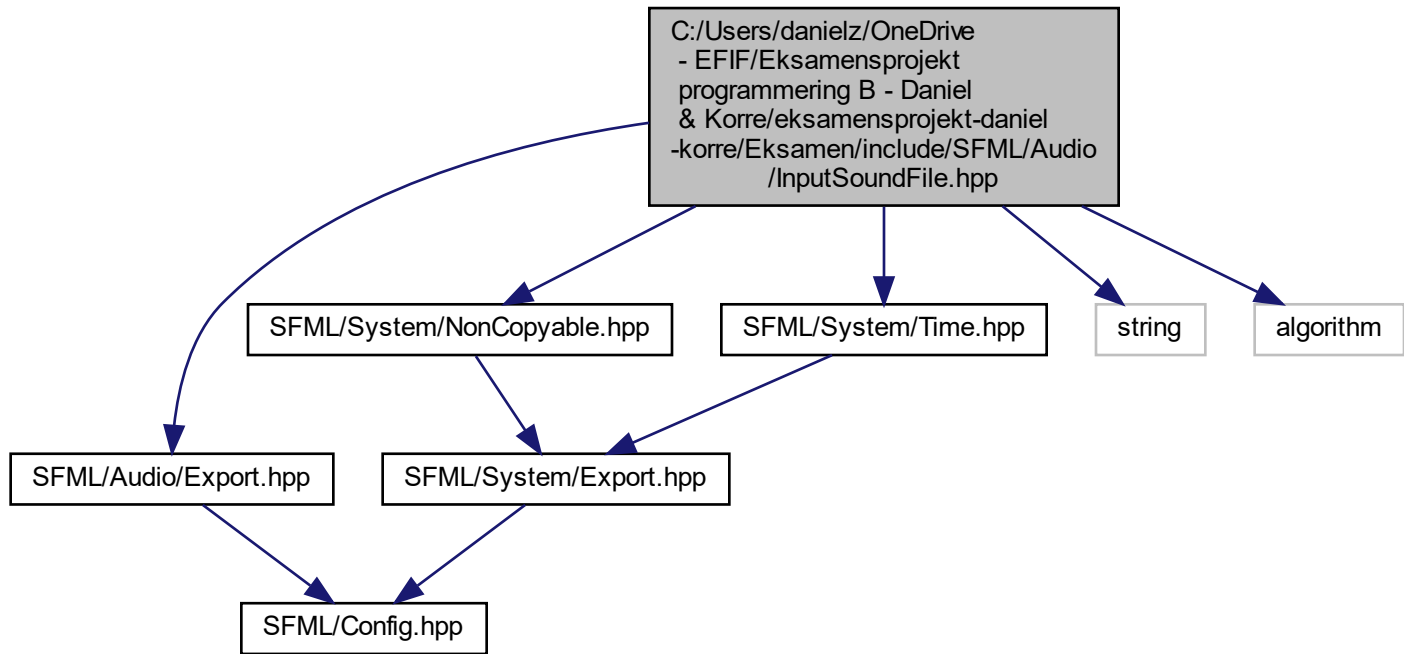 C:/Users/danielz/OneDrive
- EFIF/Eksamensprojekt
programmering B - Daniel
& Korre/eksamensprojekt-daniel
-korre/Eksamen/include/SFML/Audio
/InputSoundFile.hpp
SFML/System/NonCopyable.hpp
SFML/System/Time.hpp
string
algorithm
SFML/Audio/Export.hpp
SFML/System/Export.hpp
SFML/Config.hpp